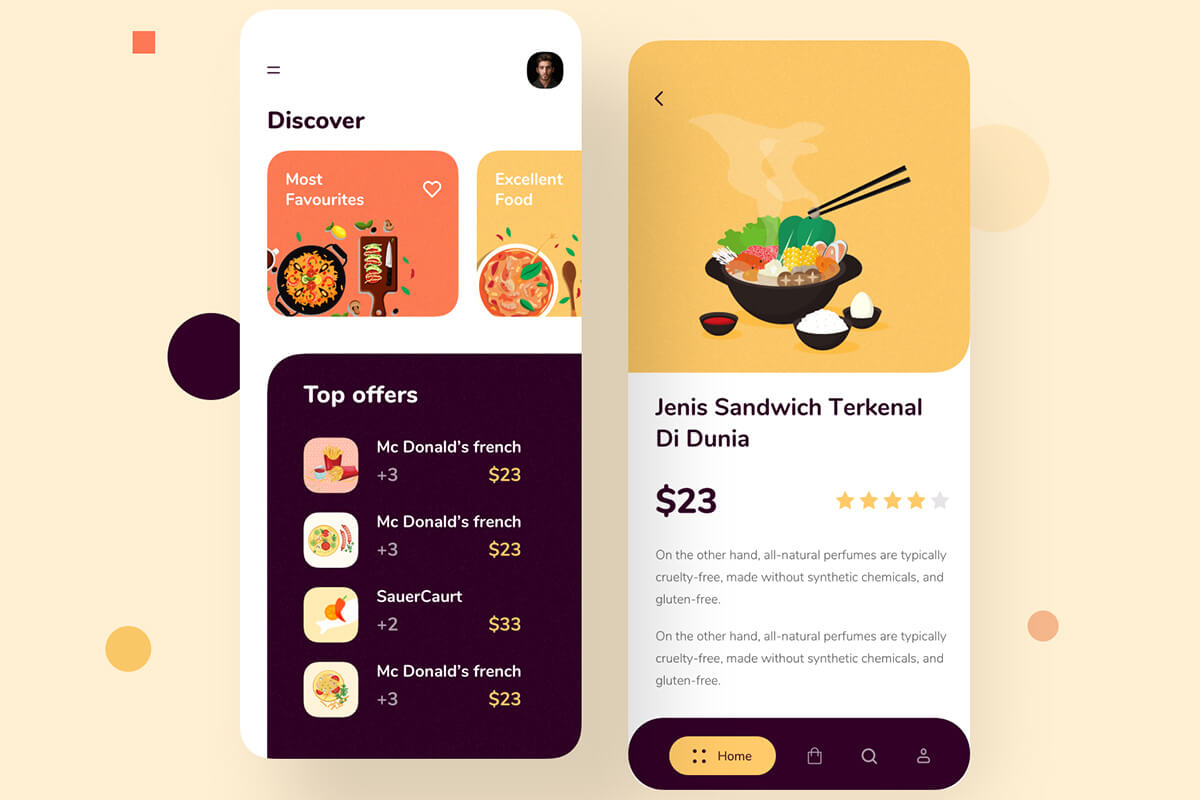 Discover
Most
Favourites
Excellent
Food
Top offers
Mc Donald's french
+3 $23
Mc Donald's french
+3 $23
SauerCaurt
+2 $33
Mc Donald's french
+3 $23
Jenis Sandwich Terkenal
Di Dunia
$23
On the other hand, all-natural perfumes are typically
cruelty-free, made without synthetic chemicals, and
gluten-free.
On the other hand, all-natural perfumes are typically
cruelty-free, made without synthetic chemicals, and
gluten-free.
Home